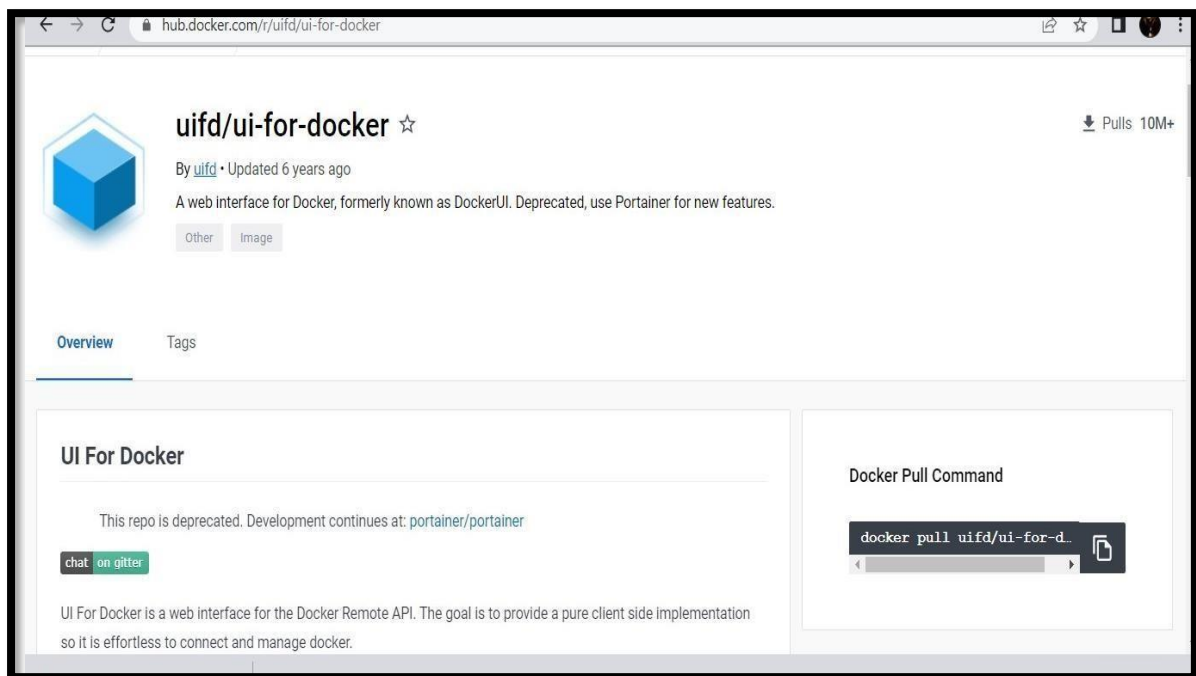 hub.docker.com/r/uifd/ui-for-docker
uifd/ui-for-docker
Pulls 10M+
By uifd • Updated 6 years ago
A web interface for Docker, formerly known as DockerUI. Deprecated, use Portainer for new features.
Other Image
Overview Tags
UI For Docker
This repo is deprecated. Development continues at: portainer/portainer
chat on gitter
UI For Docker is a web interface for the Docker Remote API. The goal is to provide a pure client side implementation
so it is effortless to connect and manage docker.
Docker Pull Command
docker pull uifd/ui-for-d…